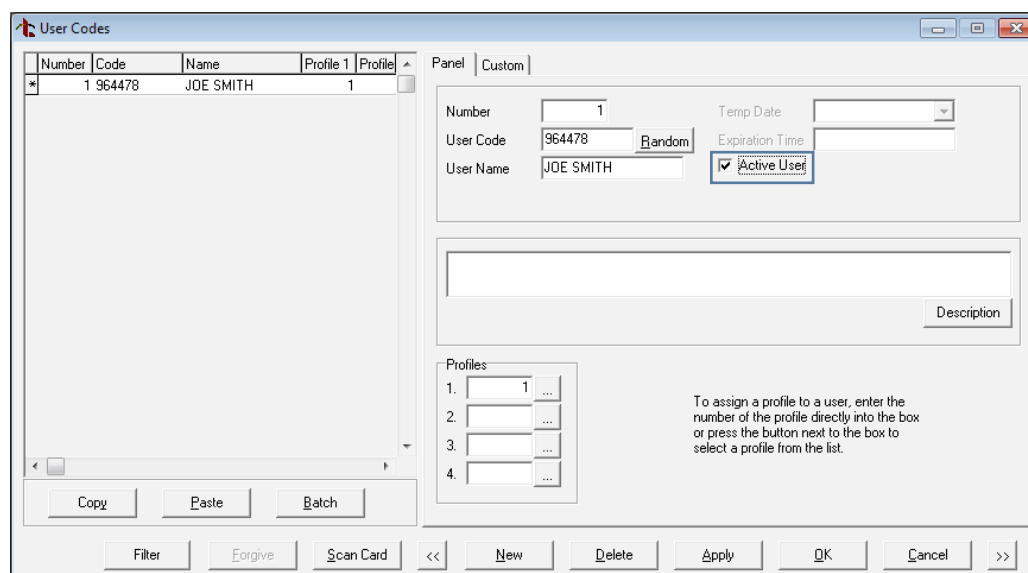 User Codes
Number Code Name Profile 1 Profile
* 1 964478 JOE SMITH 1
Copy Paste Batch
Panel Custom
Number 1 Temp Date
User Code 964478 Random Expiration Time
User Name JOE SMITH Active User
Description
Profiles
1. 1 ...
2. ...
3. ...
4. ...
To assign a profile to a user, enter the
number of the profile directly into the box
or press the button next to the box to
select a profile from the list.
Filter Forgive Scan Card << New Delete Apply OK Cancel >>